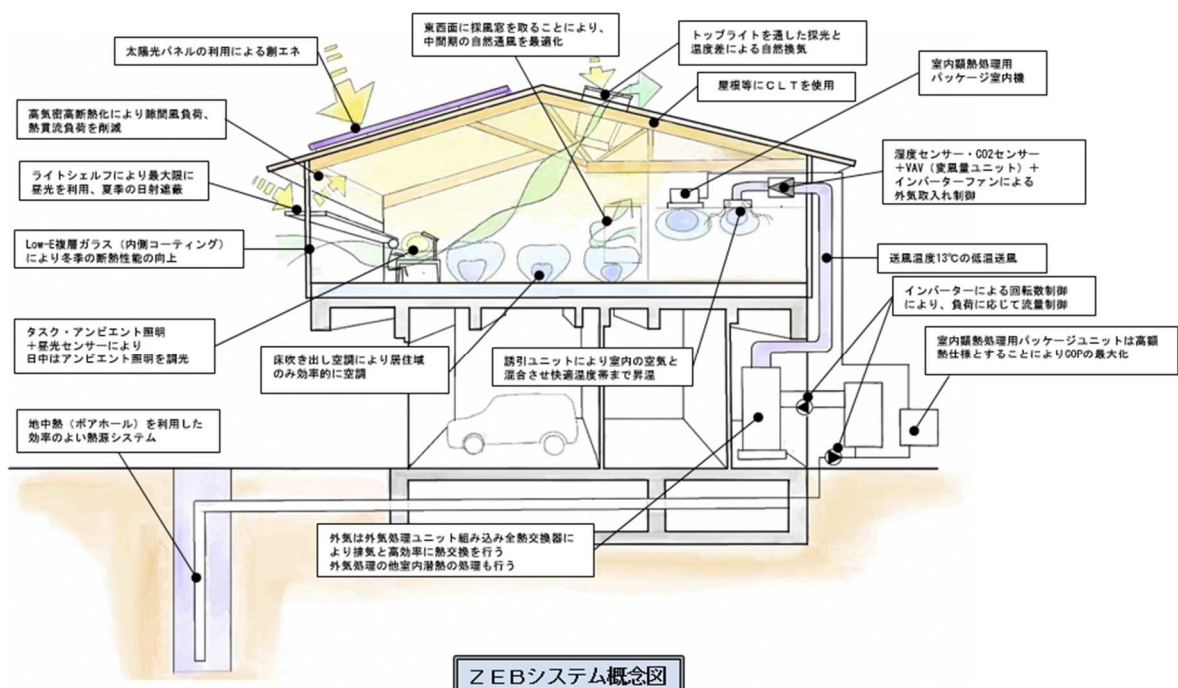 東西面に採風窓を取ることにより、
中間期の自然通風を最適化
トップライトを通した採光と
温度差による自然換気
太陽光パネルの利用による創エネ
室内顕熱処理用
パッケージ室内機
屋根等にCLTを使用
高気密高断熱化により隙間風負荷、
熱貫流負荷を削減
湿度センサー・CO2センサー
+VAV(変風量ユニット)+
インバーターファンによる
外気取入れ制御
ライトシェルフにより最大限に
昼光を利用、夏季の日射遮蔽
Low-E複層ガラス(内側コーティング)
により冬季の断熱性能の向上
送風温度13℃の低温送風
インバーターによる回転数制御
により、負荷に応じて流量制御
タスク・アンビエント照明
+昼光センサーにより
日中はアンビエント照明を調光
床吹き出し空調により居住域
のみ効率的に空調
誘引ユニットにより室内の空気と
混合させ快適温度帯まで昇温
室内顕熱処理用パッケージユニットは高顕
熱仕様とすることによりCOPの最大化
地中熱(ボアホール)を利用した
効率のよい熱源システム
外気は外気処理ユニット組み込み全熱交換器に
より排気と高効率に熱交換を行う
外気処理の他室内潜熱の処理も行う
ZEBシステム概念図